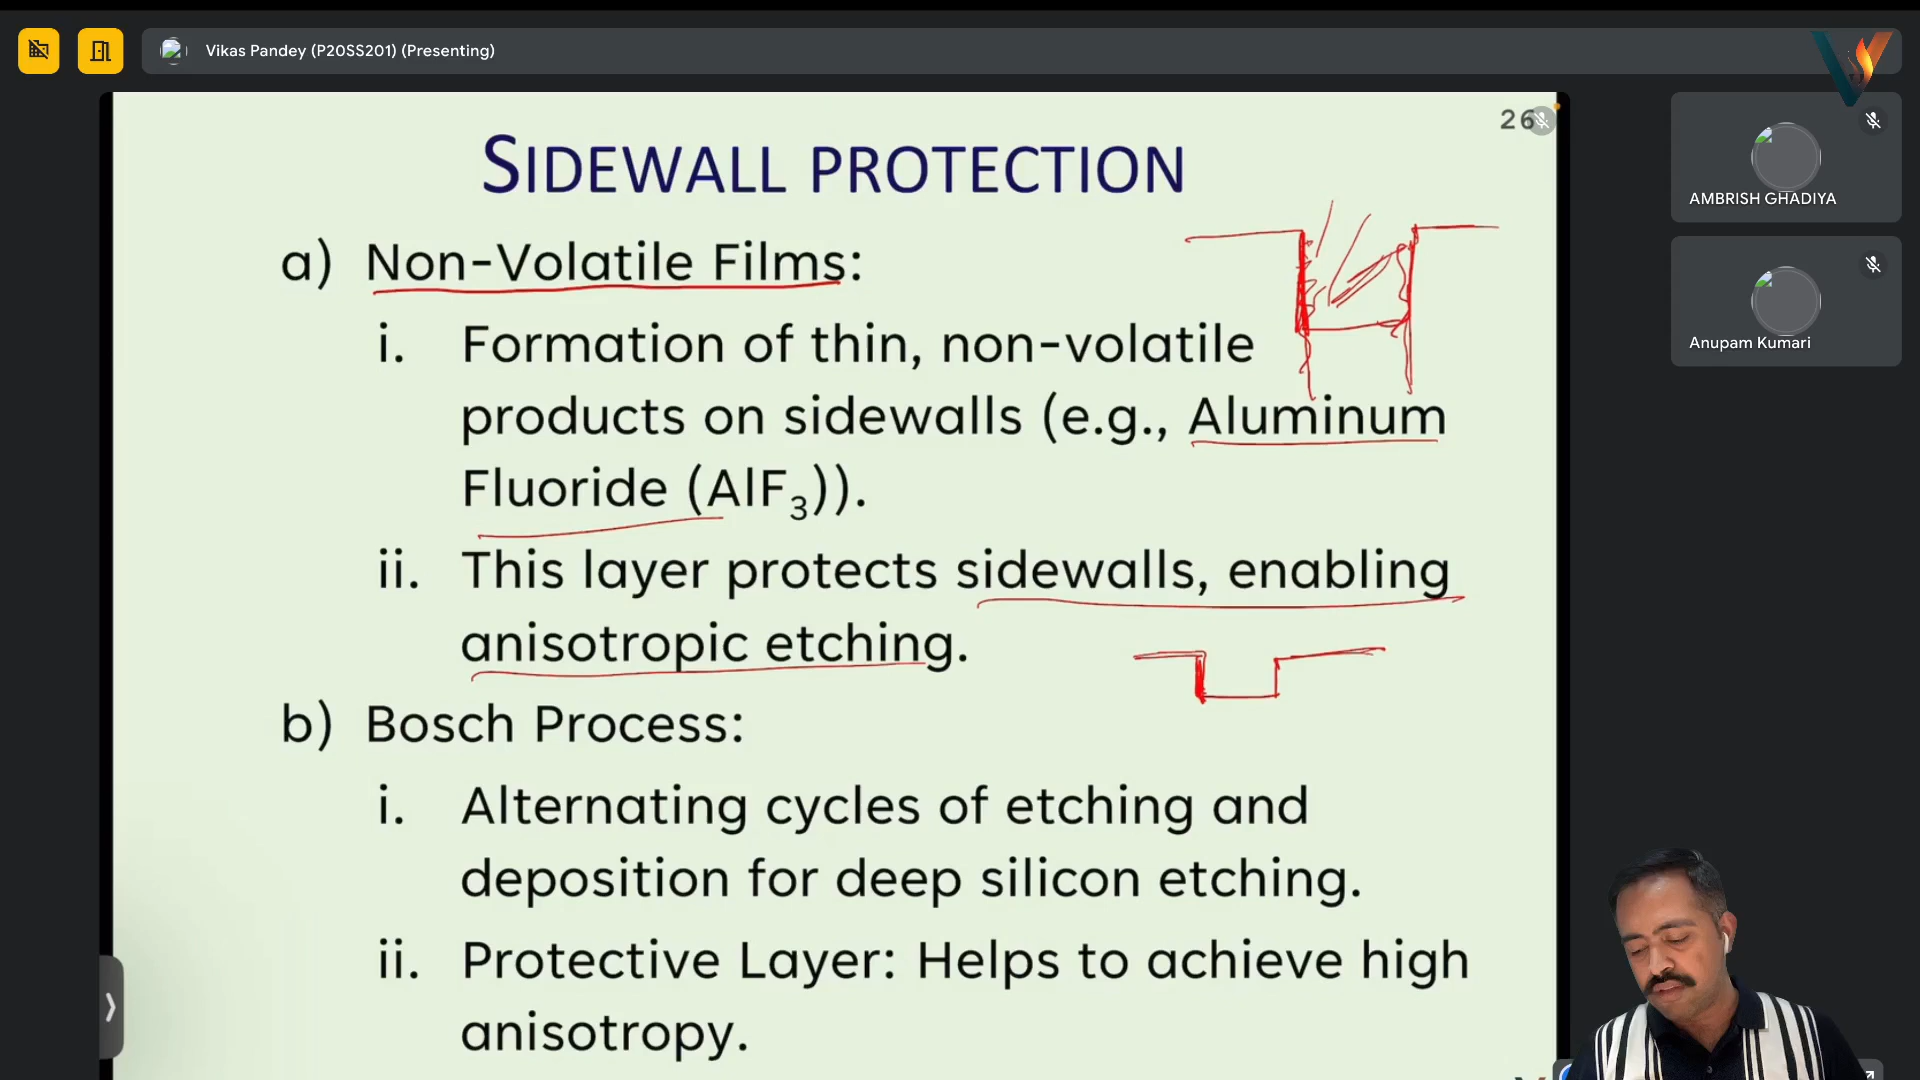 Vikas Pandey (P20SS201) (Presenting)
26
SIDEWALL PROTECTION
a) Non-Volatile Films:
i. Formation of thin, non-volatile
products on sidewalls (e.g., Aluminum
Fluoride (AlF₃)).
ii. This layer protects sidewalls, enabling
anisotropic etching.
b) Bosch Process:
i. Alternating cycles of etching and
deposition for deep silicon etching.
ii. Protective Layer: Helps to achieve high
anisotropy.
AMBRISH GHADIYA
Anupam Kumari